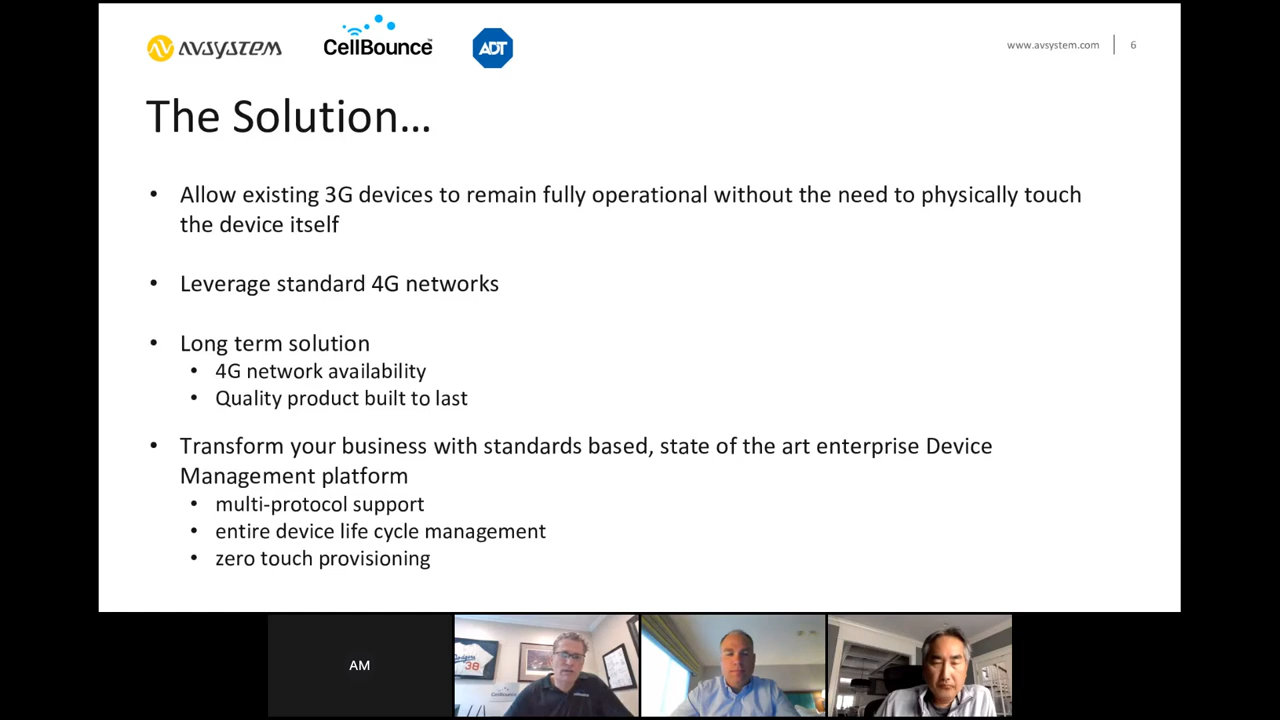 AVSYSTEM
CellBounce™
ADT
www.avsystem.com
6
The Solution…
• Allow existing 3G devices to remain fully operational without the need to physically touch
the device itself
• Leverage standard 4G networks
• Long term solution
• 4G network availability
• Quality product built to last
• Transform your business with standards based, state of the art enterprise Device
Management platform
• multi-protocol support
• entire device life cycle management
• zero touch provisioning
AM
Dodgers
38
CellBounce